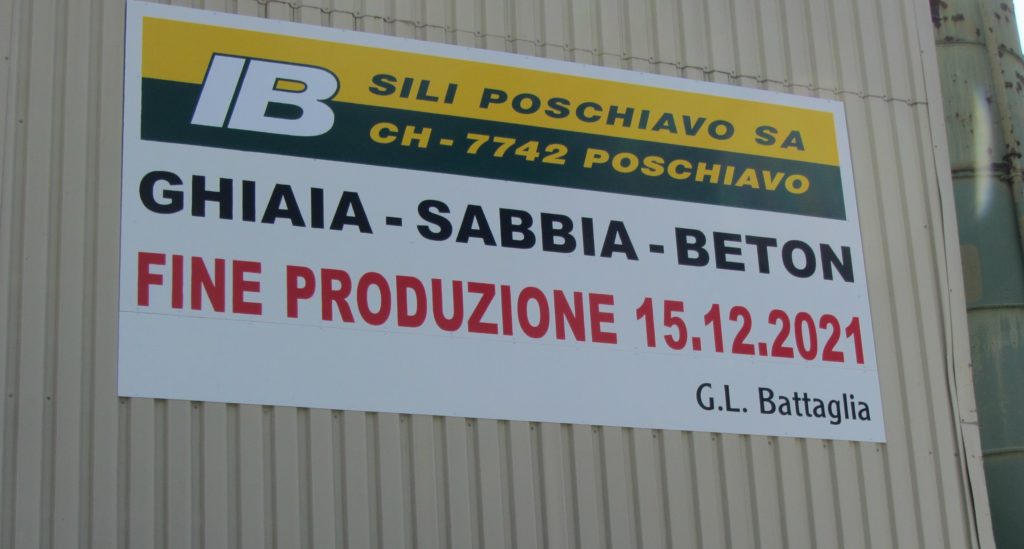 IB
SILI POSCHIAVO SA
CH - 7742 POSCHIAVO
GHIAIA - SABBIA - BETON
FINE PRODUZIONE 15.12.2021
G.L. Battaglia